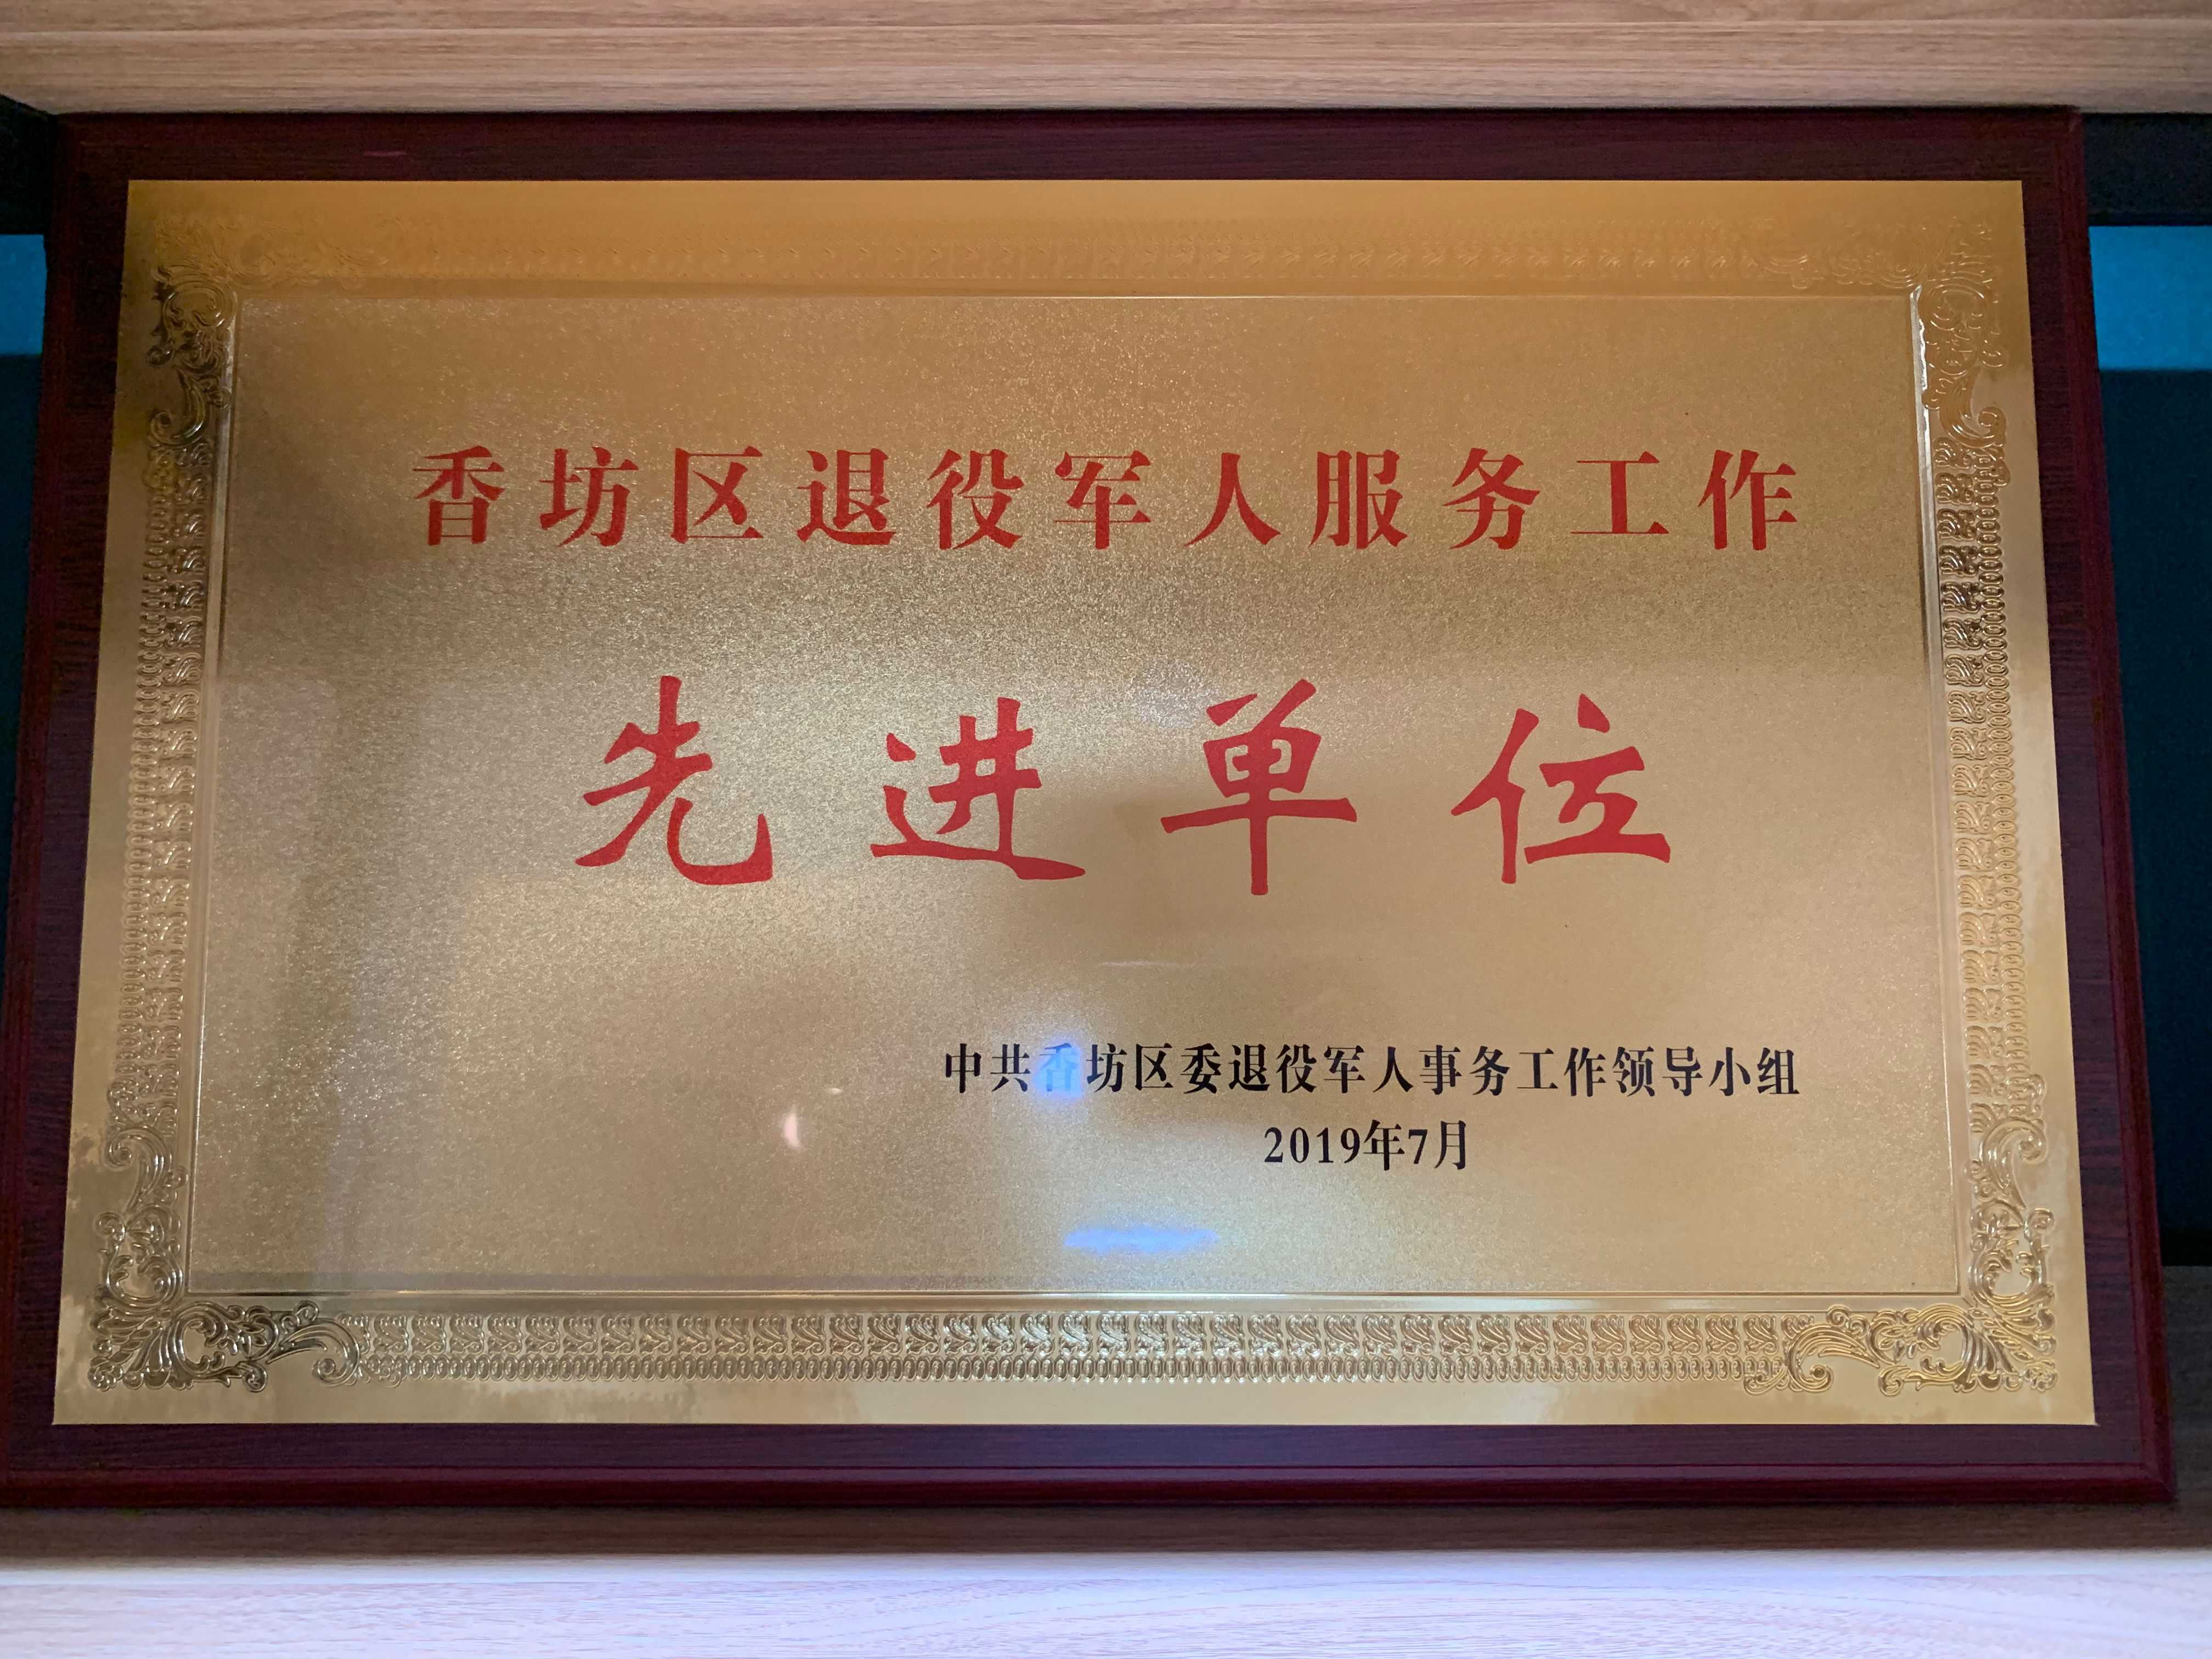 香坊区退役军人服务工作
先进单位
中共香坊区委退役军人事务工作领导小组
2019年7月